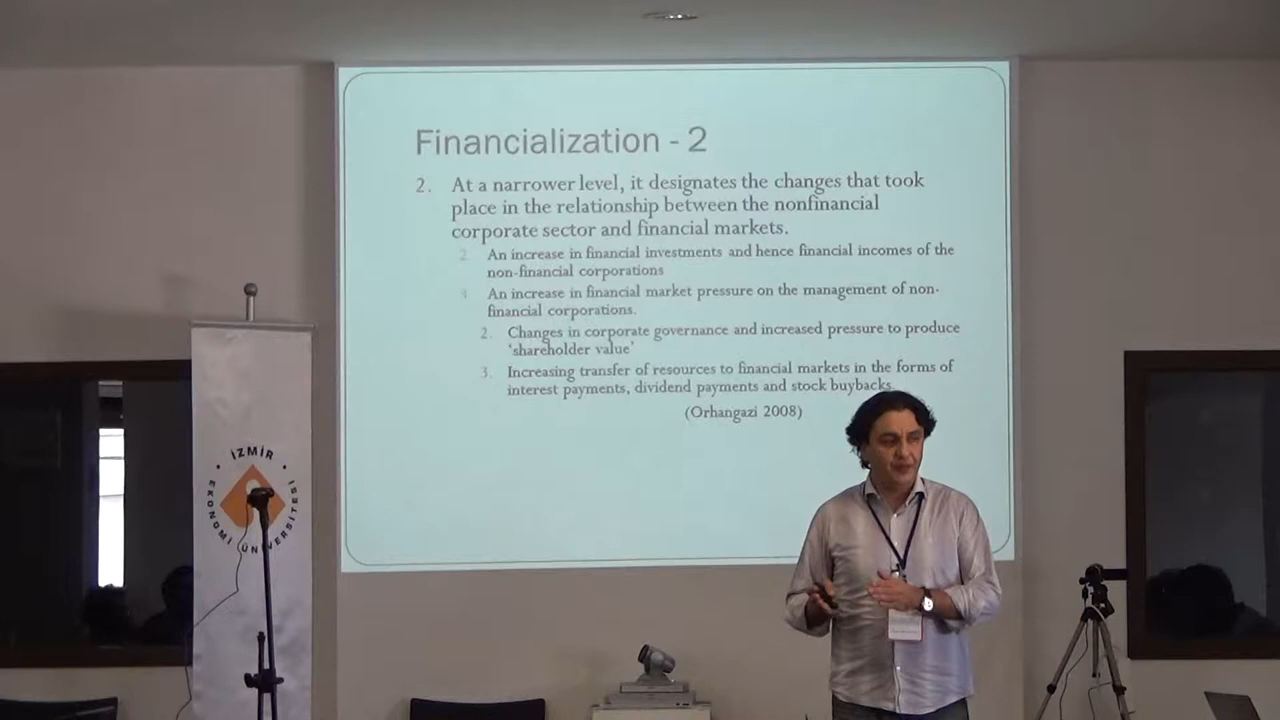 Financialization - 2
2. At a narrower level, it designates the changes that took
place in the relationship between the nonfinancial
corporate sector and financial markets.
2 An increase in financial investments and hence financial incomes of the
non-financial corporations
4 An increase in financial market pressure on the management of non-
financial corporations.
2. Changes in corporate governance and increased pressure to produce
‘shareholder value’
3. Increasing transfer of resources to financial markets in the forms of
interest payments, dividend payments and stock buybacks.
(Orhangazi 2008)
İZMİR
EKONOMİ ÜNİVERSİTESİ